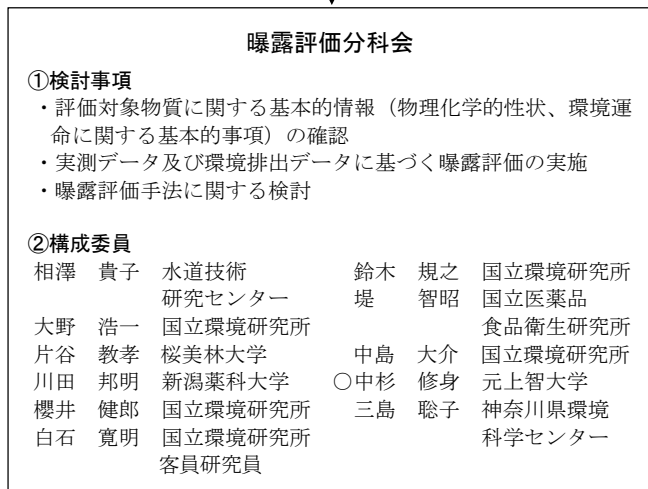 曝露評価分科会
①検討事項
・評価対象物質に関する基本的情報（物理化学的性状、環境運
命に関する基本的事項）の確認
・実測データ及び環境排出データに基づく曝露評価の実施
・曝露評価手法に関する検討
②構成委員
相澤 貴子 水道技術
研究センター
大野 浩一 国立環境研究所
片谷 教孝 桜美林大学
川田 邦明 新潟薬科大学
櫻井 健郎 国立環境研究所
白石 寛明 国立環境研究所
客員研究員
鈴木 規之 国立環境研究所
堤 智昭 国立医薬品
食品衛生研究所
中島 大介 国立環境研究所
○中杉 修身 元上智大学
三島 聡子 神奈川県環境
科学センター